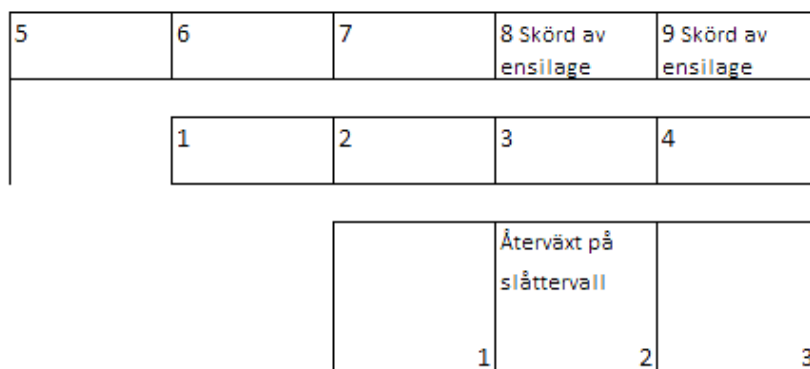 5 6 7 8 Skörd av 9 Skörd av
ensilage ensilage
1 2 3 4
Återväxt på
slåttervall
1 2 3